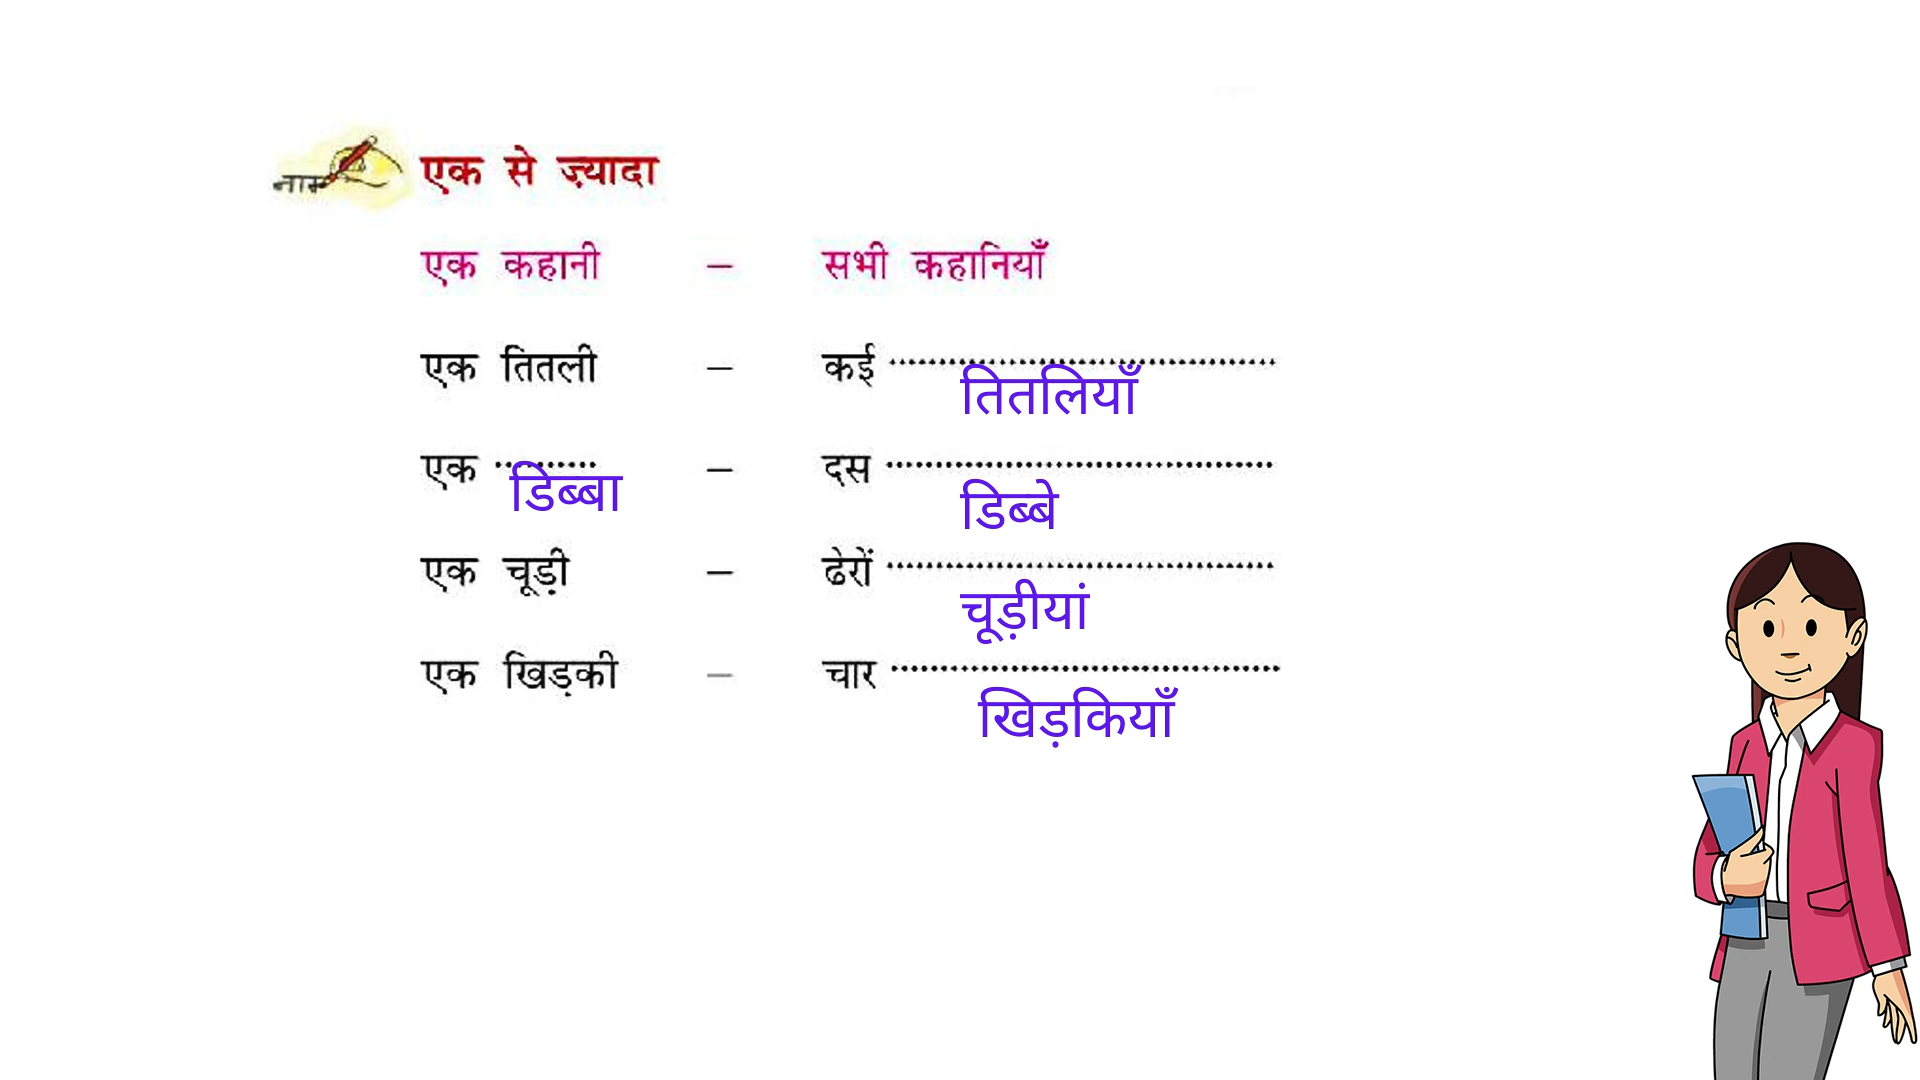 नाम
एक से ज़्यादा
एक कहानी – सभी कहानियाँ
एक तितली – कई ........................................
तितलियाँ
एक .......... – दस ........................................
डिब्बा डिब्बे
एक चूड़ी – ढेरों ........................................
चूड़ीयां
एक खिड़की – चार ........................................
खिड़कियाँ